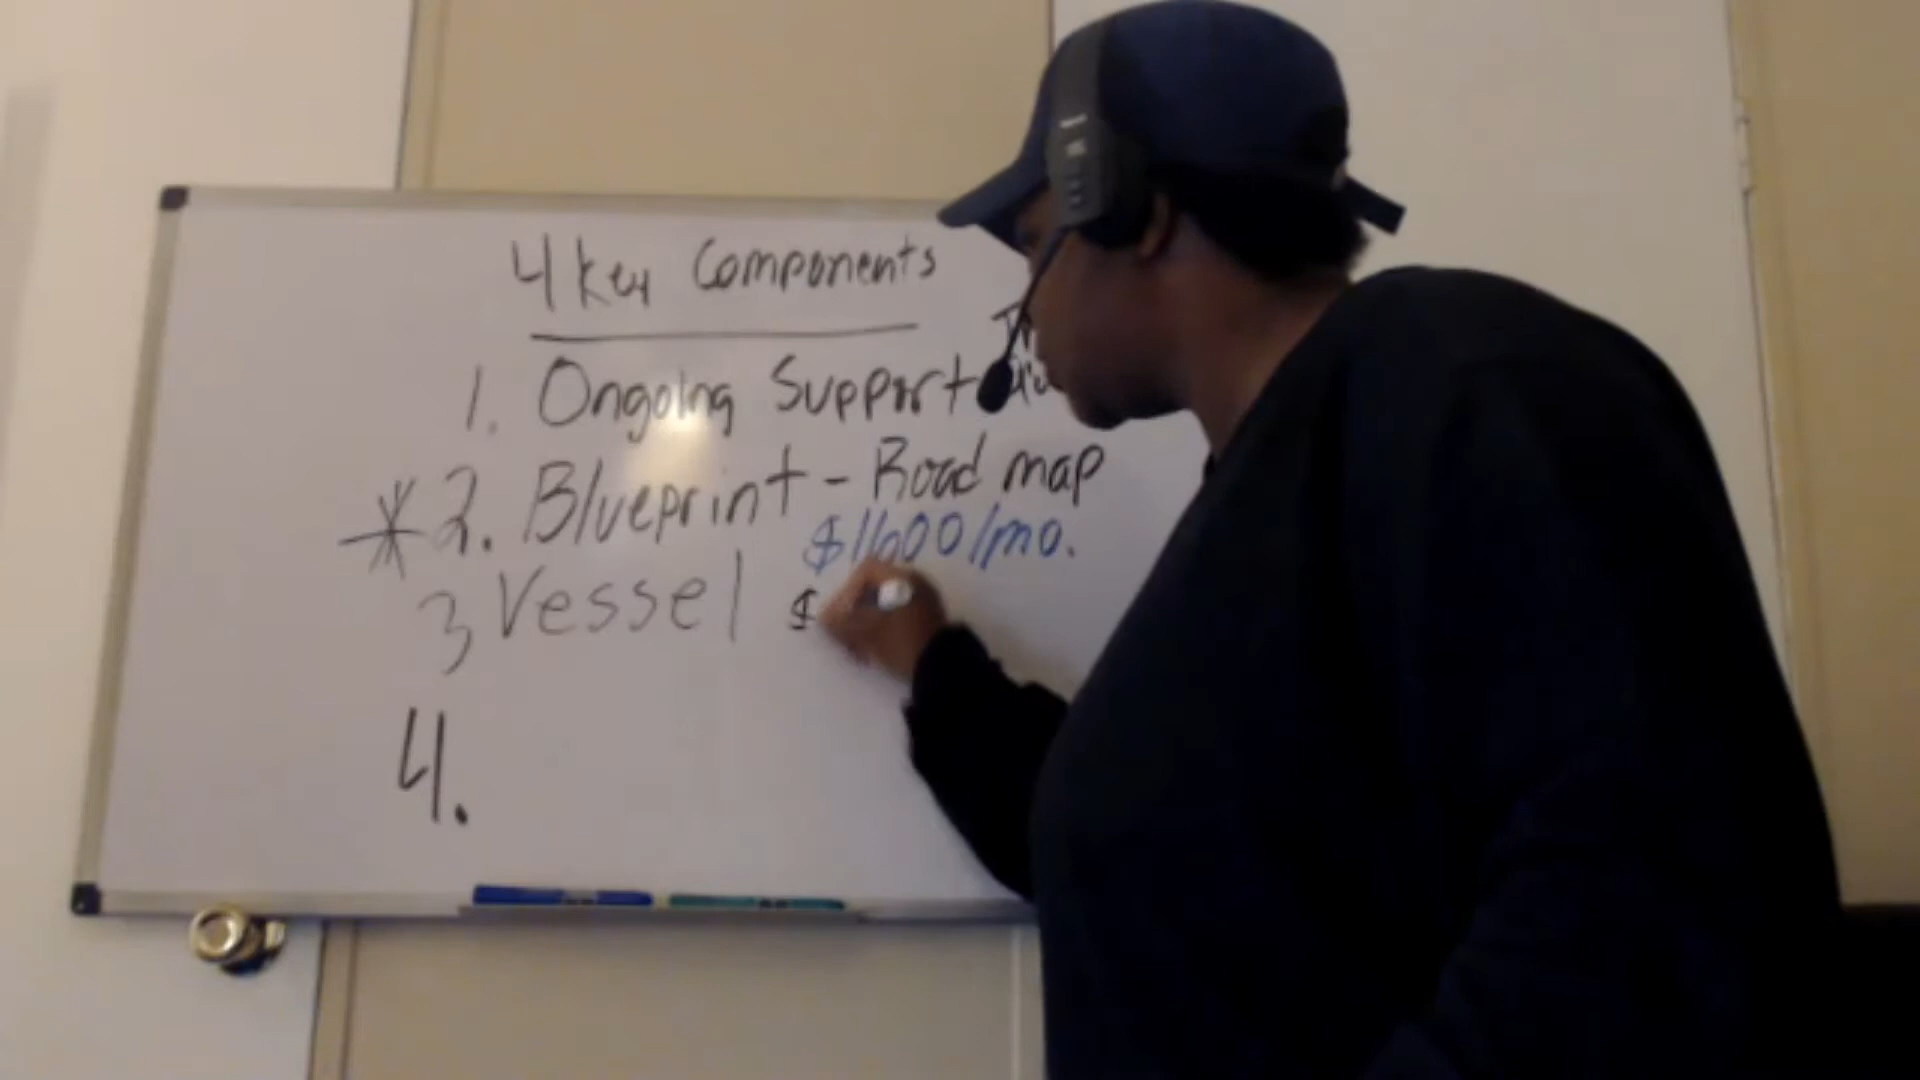 4 Key Components
1. Ongoing Support
* 2. Blueprint - Road map
$1600/mo.
3 Vessel $
4.